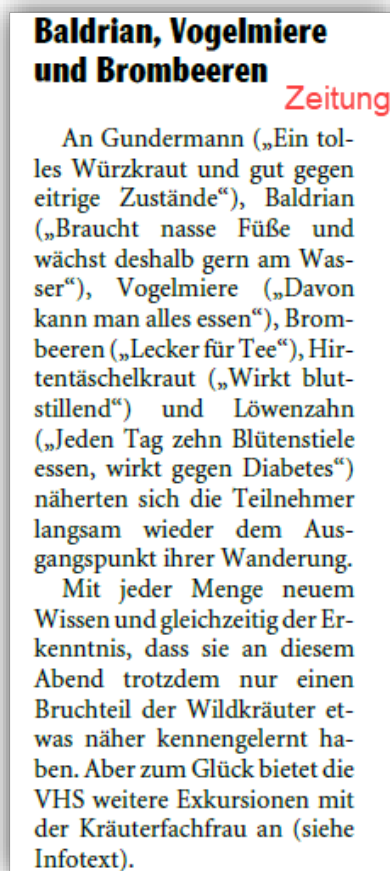 Baldrian, Vogelmiere
und Brombeeren
Zeitung
An Gundermann („Ein tol-
les Würzkraut und gut gegen
eitrige Zustände“), Baldrian
(„Braucht nasse Füße und
wächst deshalb gern am Was-
ser“), Vogelmiere („Davon
kann man alles essen“), Brom-
beeren („Lecker für Tee“), Hir-
tentäschelkraut („Wirkt blut-
stillend“) und Löwenzahn
(„Jeden Tag zehn Blütenstiele
essen, wirkt gegen Diabetes“)
näherten sich die Teilnehmer
langsam wieder dem Aus-
gangspunkt ihrer Wanderung.
Mit jeder Menge neuem
Wissen und gleichzeitig der Er-
kenntnis, dass sie an diesem
Abend trotzdem nur einen
Bruchteil der Wildkräuter et-
was näher kennengelernt ha-
ben. Aber zum Glück bietet die
VHS weitere Exkursionen mit
der Kräuterfachfrau an (siehe
Infotext).